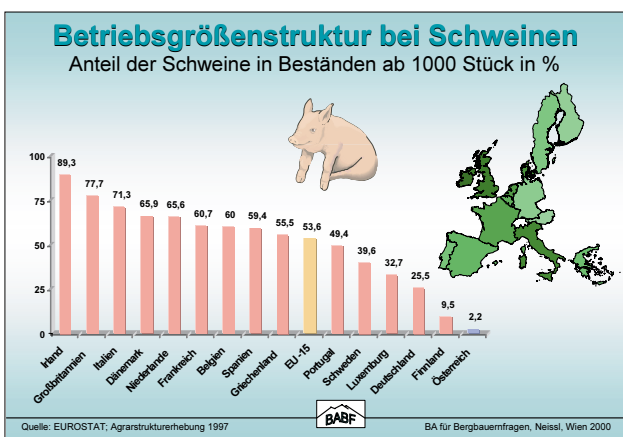 Betriebsgrößenstruktur bei Schweinen
Anteil der Schweine in Beständen ab 1000 Stück in %
100
75
50
25
0
89,3
77,7
71,3
65,9
65,6
60,7
60
59,4
55,5
53,6
49,4
39,6
32,7
25,5
9,5
2,2
Irland
Großbritannien
Italien
Dänemark
Niederlande
Frankreich
Belgien
Spanien
Griechenland
EU-15
Portugal
Schweden
Luxemburg
Deutschland
Finnland
Österreich
Quelle: EUROSTAT; Agrarstrukturerhebung 1997
BABF
BA für Bergbauernfragen, Neissl, Wien 2000